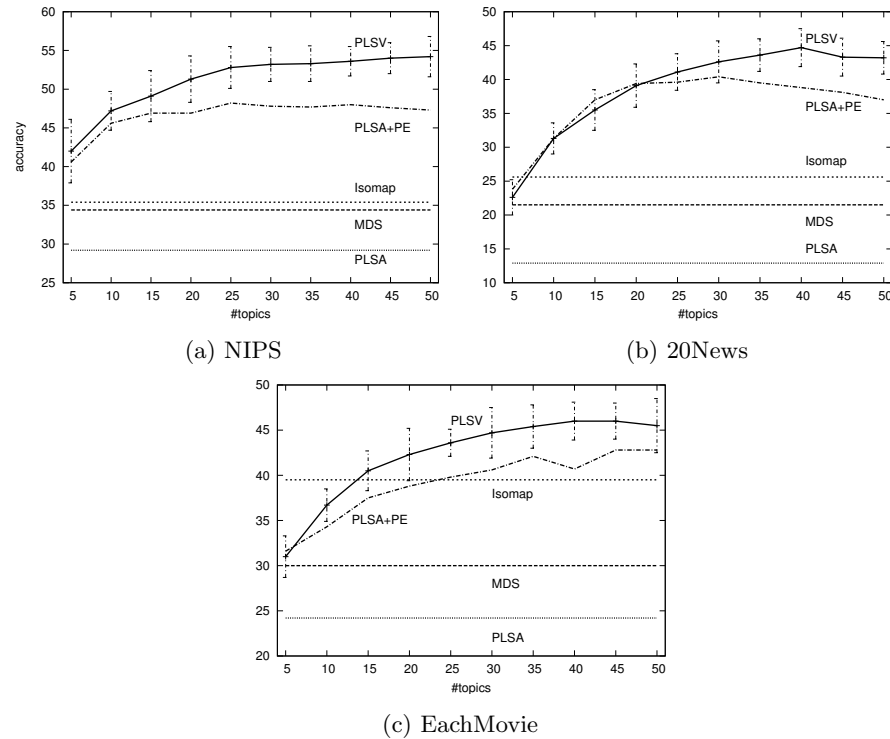 60
55
50
45
40
35
30
25
accuracy
PLSV
PLSA+PE
Isomap
MDS
PLSA
5 10 15 20 25 30 35 40 45 50
#topics
(a) NIPS
50
45
40
35
30
25
20
15
10
PLSV
PLSA+PE
Isomap
MDS
PLSA
5 10 15 20 25 30 35 40 45 50
#topics
(b) 20News
50
45
40
35
30
25
20
PLSV
Isomap
PLSA+PE
MDS
PLSA
5 10 15 20 25 30 35 40 45 50
#topics
(c) EachMovie